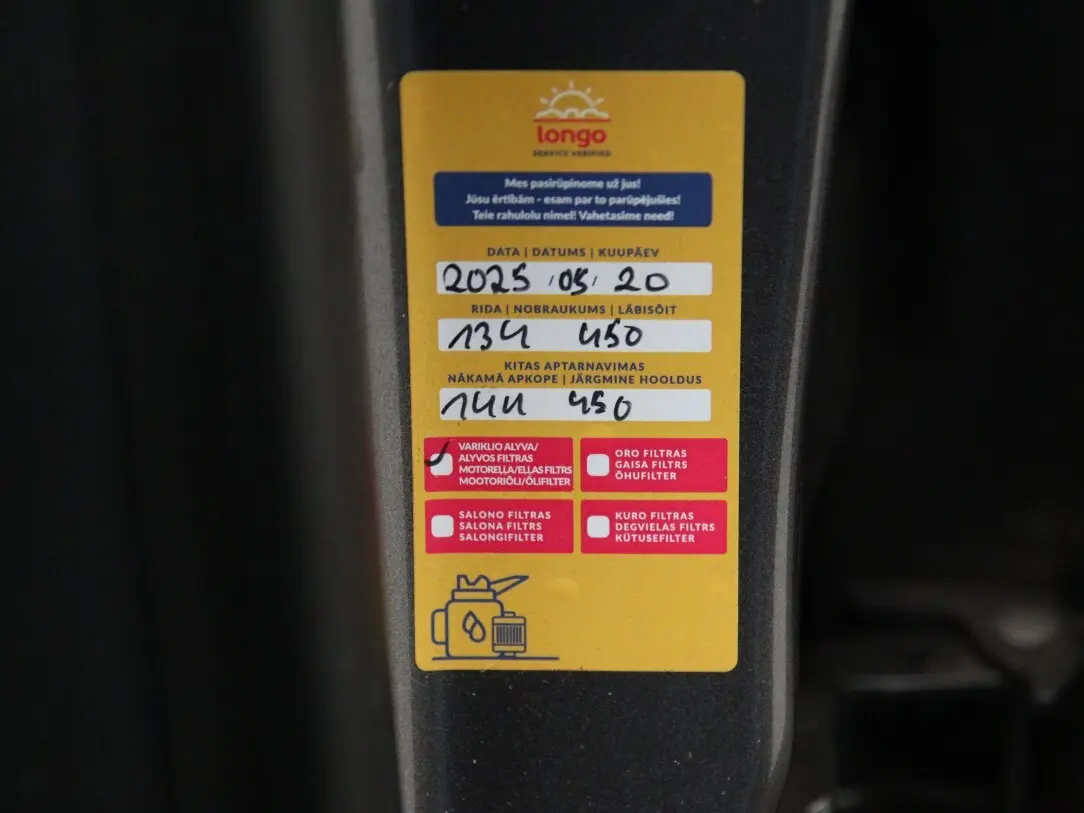 longo
SERVICE VERIFIED
Mes pasirūpinome už jus!
Jūsu ērtībām - esam par to parūpējušies!
Teie rahulolu nimel! Vahetasime need!
DATA | DATUMS | KUUPÄEV
2025.05.20
RIDA | NOBRAUKUMS | LÄBISÕIT
134 450
KITAS APTARNAVIMAS
NĀKAMĀ APKOPE | JÄRGMINE HOOLDUS
144 450
VARIKLIO ALYVA/
ALYVOS FILTRAS
MOTOREĻĻA/EĻĻAS FILTRS
MOOTORIÕLI/ÕLIFILTER
ORO FILTRAS
GAISA FILTRS
ÕHUFILTER
SALONO FILTRAS
SALONA FILTRS
SALONGIFILTER
KURO FILTRAS
DEGVIELAS FILTRS
KÜTUSEFILTER